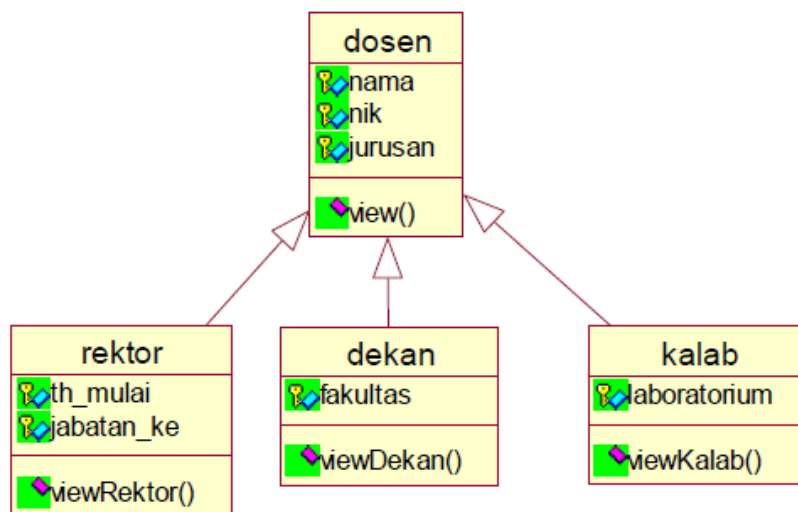 dosen
nama
nik
jurusan
view()
rektor
th_mulai
jabatan_ke
viewRektor()
dekan
fakultas
viewDekan()
kalab
laboratorium
viewKalab()